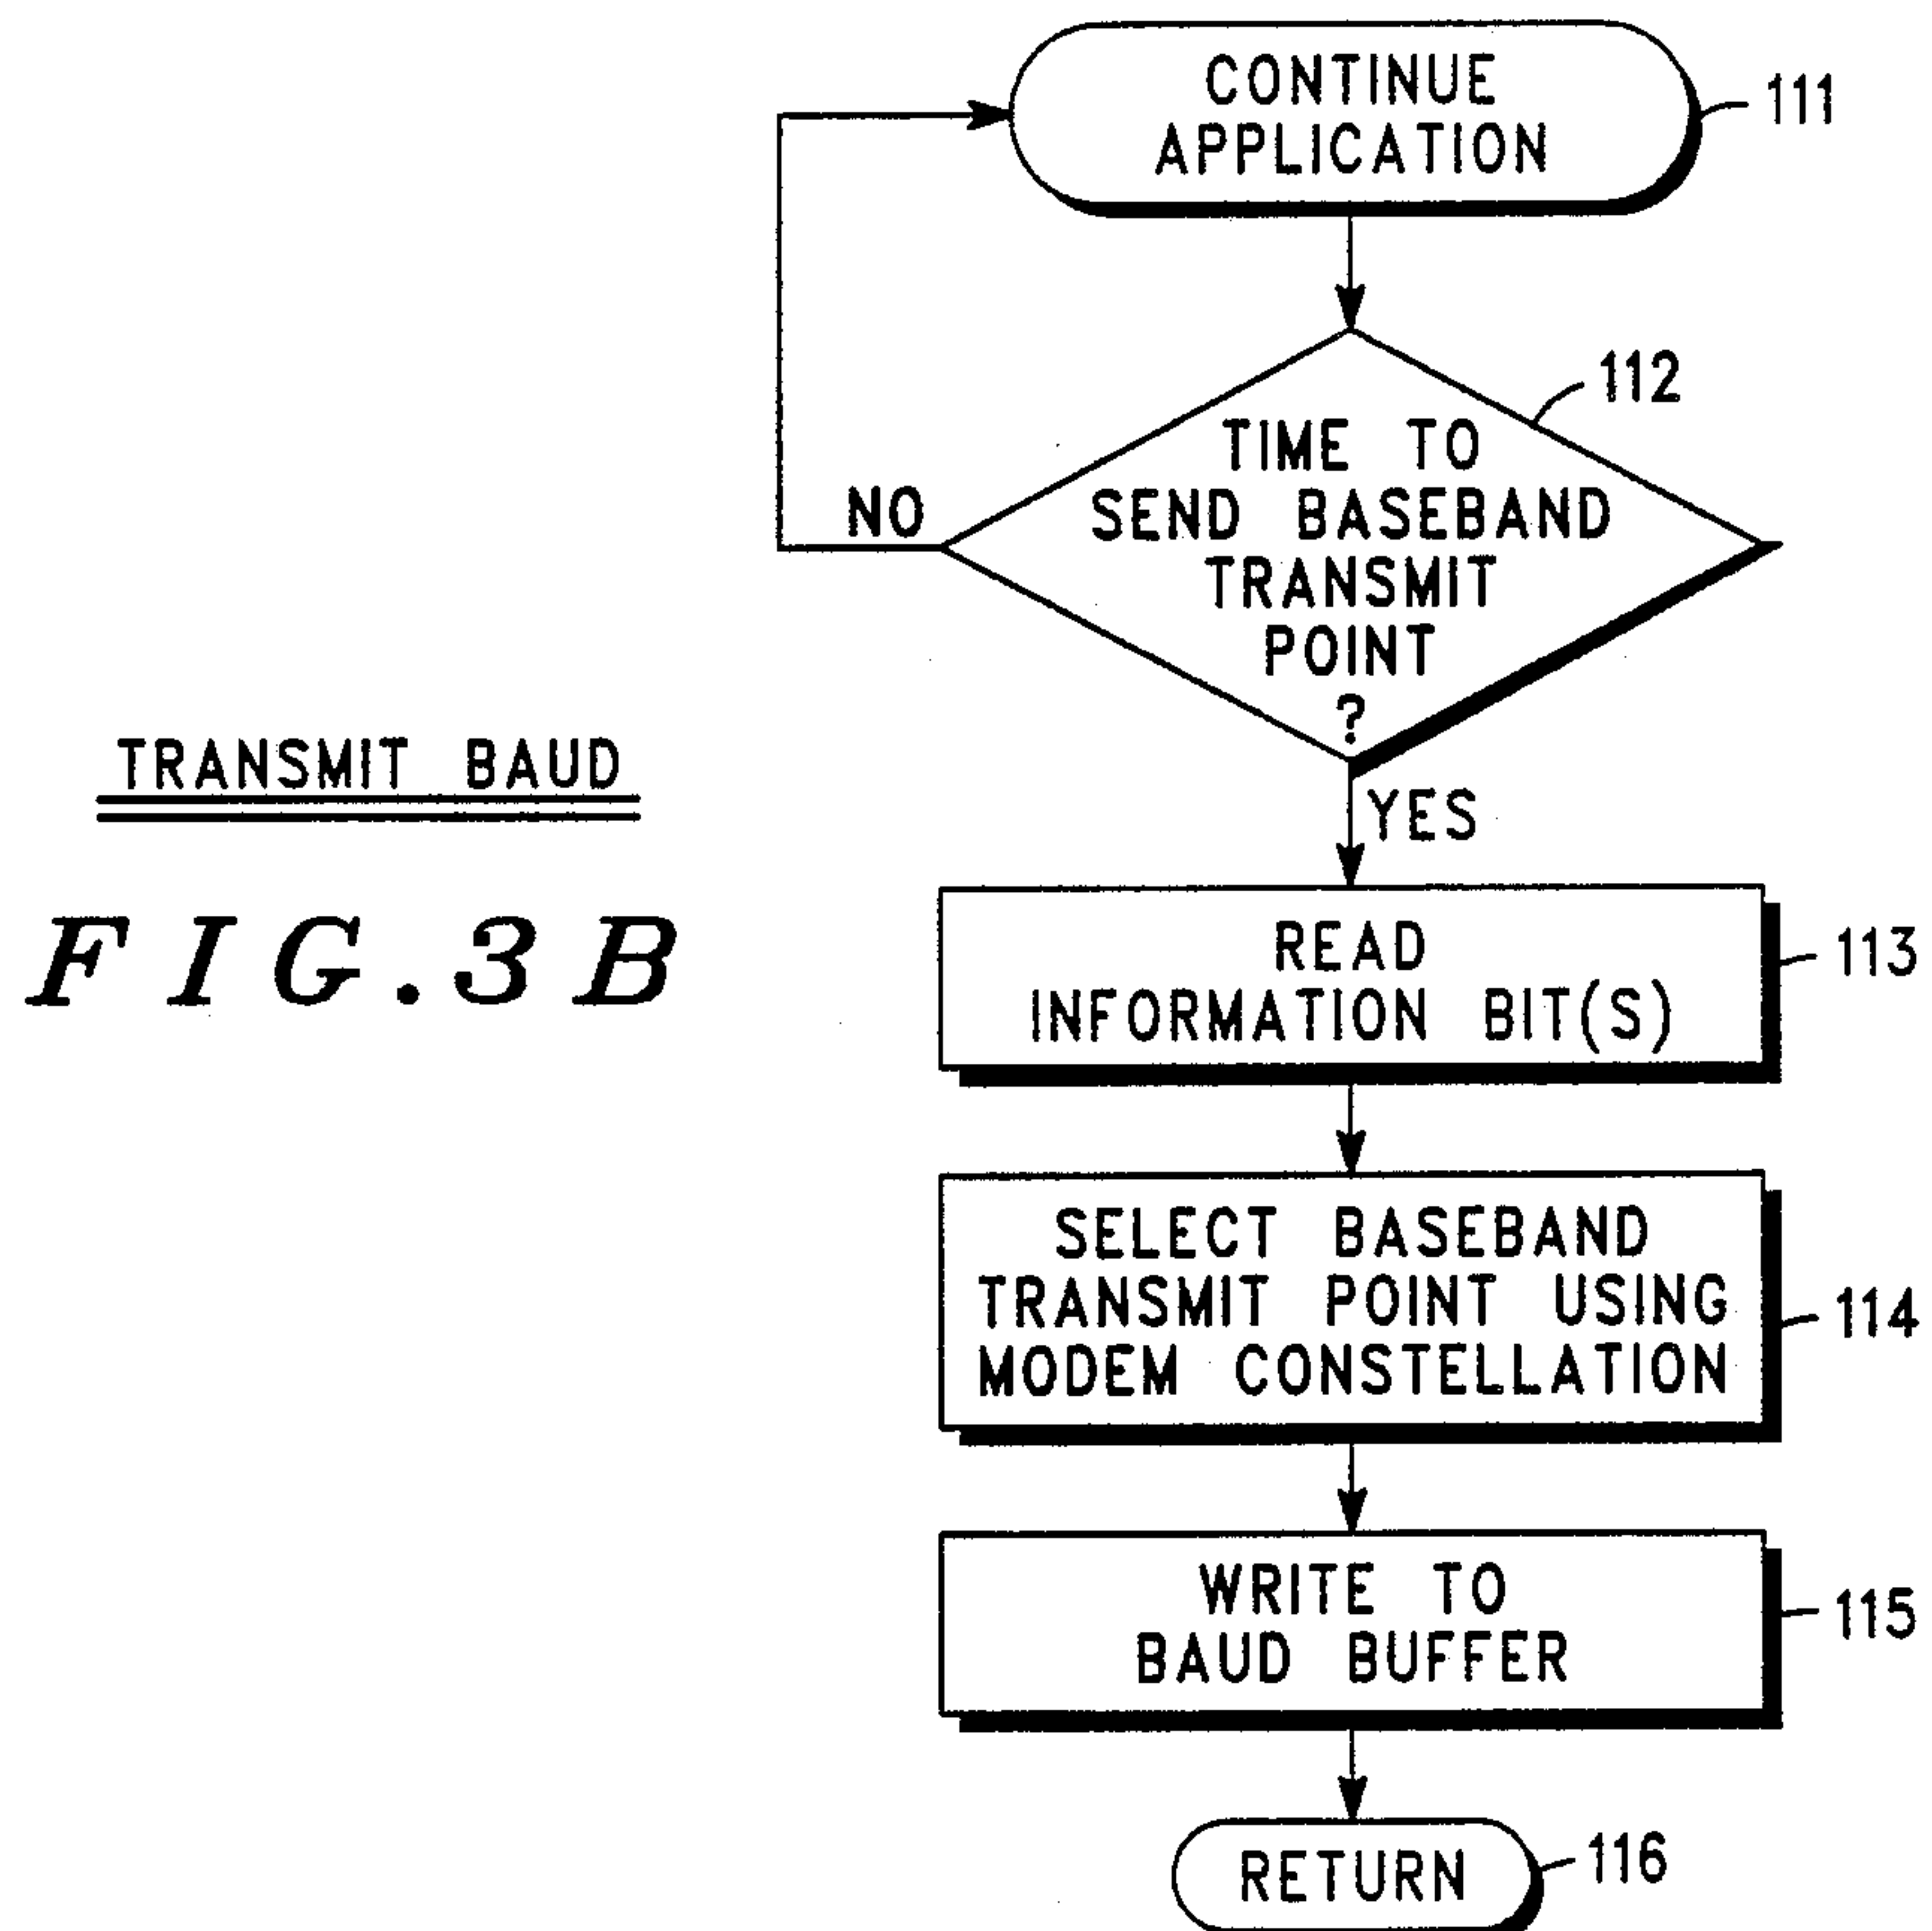 CONTINUE
APPLICATION
111
112
TIME TO
SEND BASEBAND
TRANSMIT
POINT
?
NO
YES
TRANSMIT BAUD
FIG.3B
READ
INFORMATION BIT(S)
113
SELECT BASEBAND
TRANSMIT POINT USING
MODEM CONSTELLATION
114
WRITE TO
BAUD BUFFER
115
RETURN
116